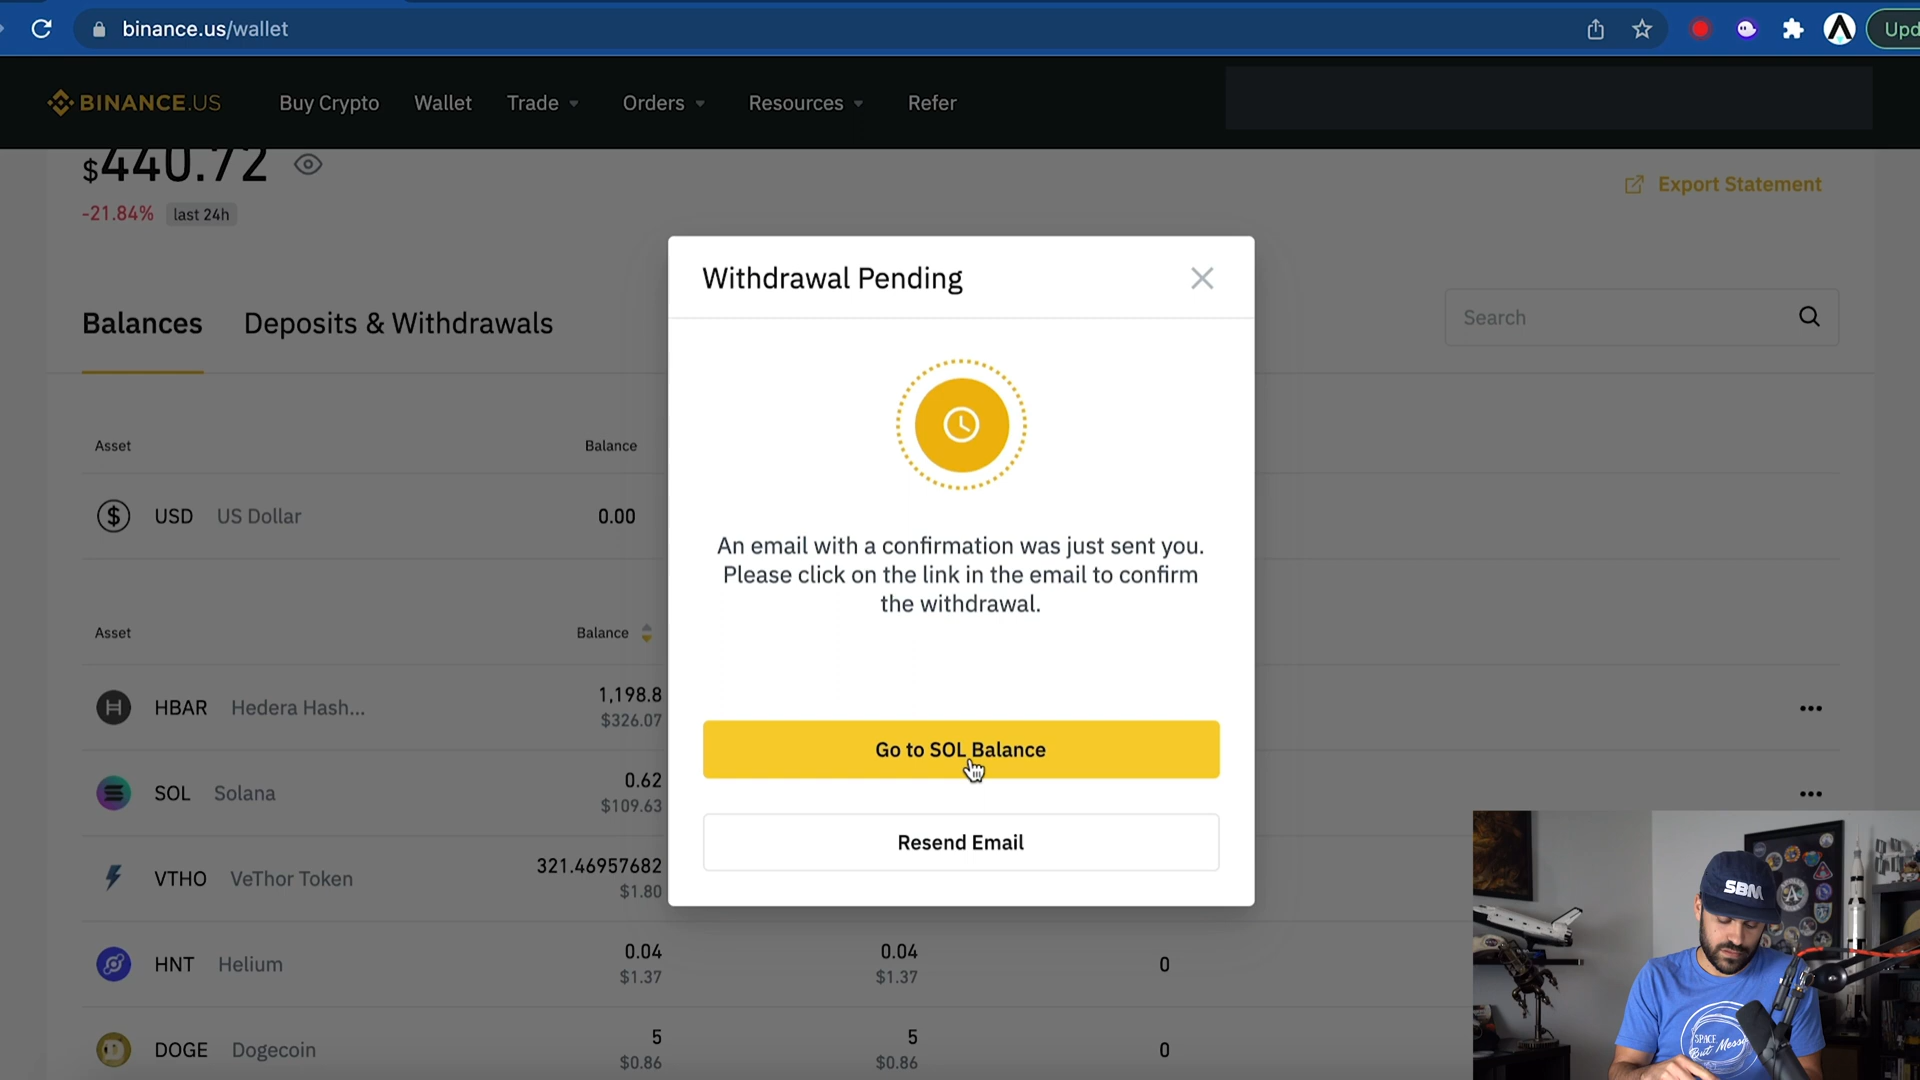 binance.us/wallet
Upd
BINANCE.US
Buy Crypto
Wallet
Trade
Orders
Resources
Refer
$440.72
-21.84%
last 24h
Export Statement
Balances
Deposits & Withdrawals
Search
Withdrawal Pending
An email with a confirmation was just sent you.
Please click on the link in the email to confirm
the withdrawal.
Go to SOL Balance
Resend Email
Asset
Balance
USD US Dollar
0.00
Asset
Balance
HBAR Hedera Hash...
1,198.8
$326.07
SOL Solana
0.62
$109.63
VTHO VeThor Token
321.46957682
$1.80
HNT Helium
0.04
$1.37
0.04
$1.37
0
DOGE Dogecoin
5
$0.86
5
$0.86
0
SBM
SPACE
But Messy